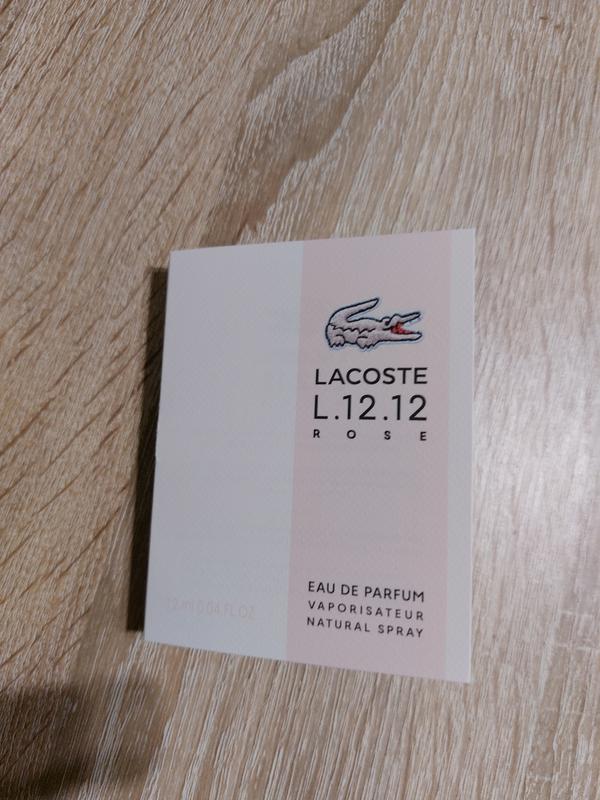 LACOSTE
L.12.12
ROSE
EAU DE PARFUM
VAPORISATEUR
NATURAL SPRAY
1.2 ml 0.04 FL.OZ